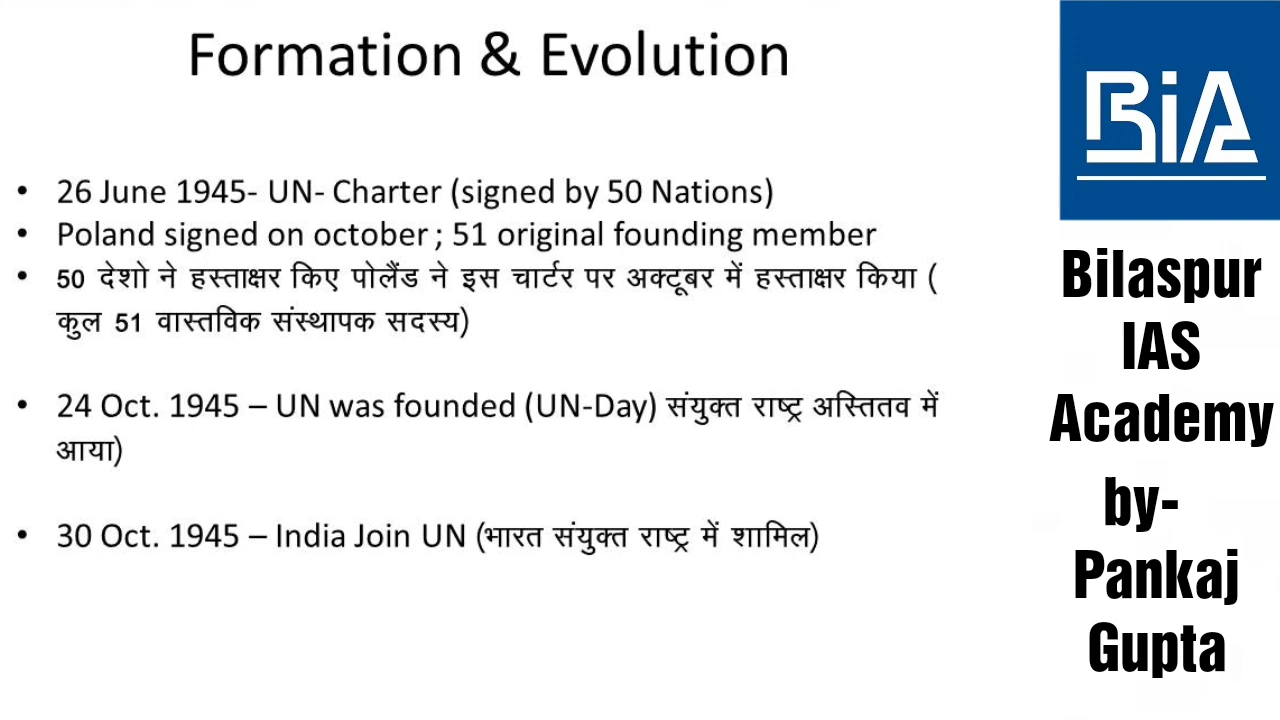 Formation & Evolution
• 26 June 1945- UN- Charter (signed by 50 Nations)
• Poland signed on october ; 51 original founding member
• 50 देशो ने हस्ताक्षर किए पोलैंड ने इस चार्टर पर अक्टूबर में हस्ताक्षर किया (
कुल 51 वास्तविक संस्थापक सदस्य)
• 24 Oct. 1945 – UN was founded (UN-Day) संयुक्त राष्ट्र अस्तितव में
आया)
• 30 Oct. 1945 – India Join UN (भारत संयुक्त राष्ट्र में शामिल)
BiA
Bilaspur
IAS
Academy
by-
Pankaj
Gupta